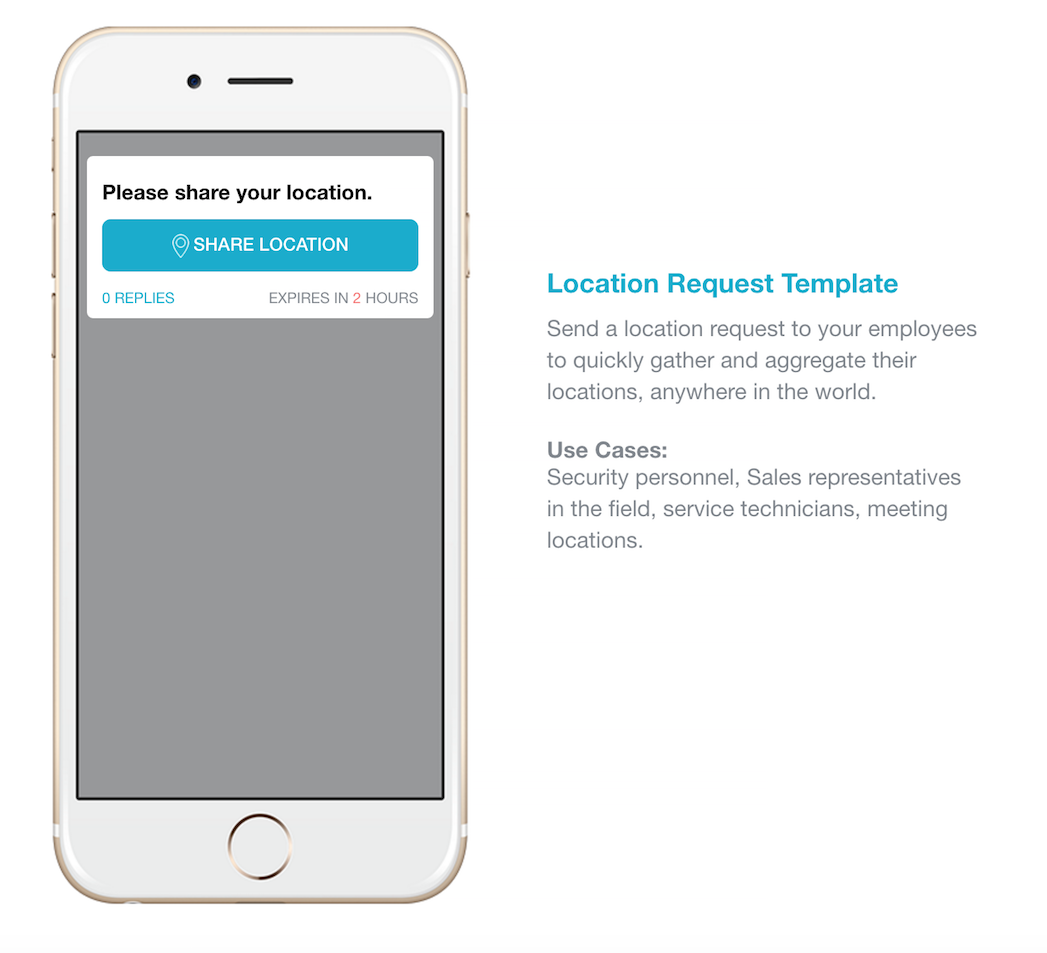 Please share your location.
SHARE LOCATION
0 REPLIES
EXPIRES IN 2 HOURS
Location Request Template
Send a location request to your employees
to quickly gather and aggregate their
locations, anywhere in the world.
Use Cases:
Security personnel, Sales representatives
in the field, service technicians, meeting
locations.